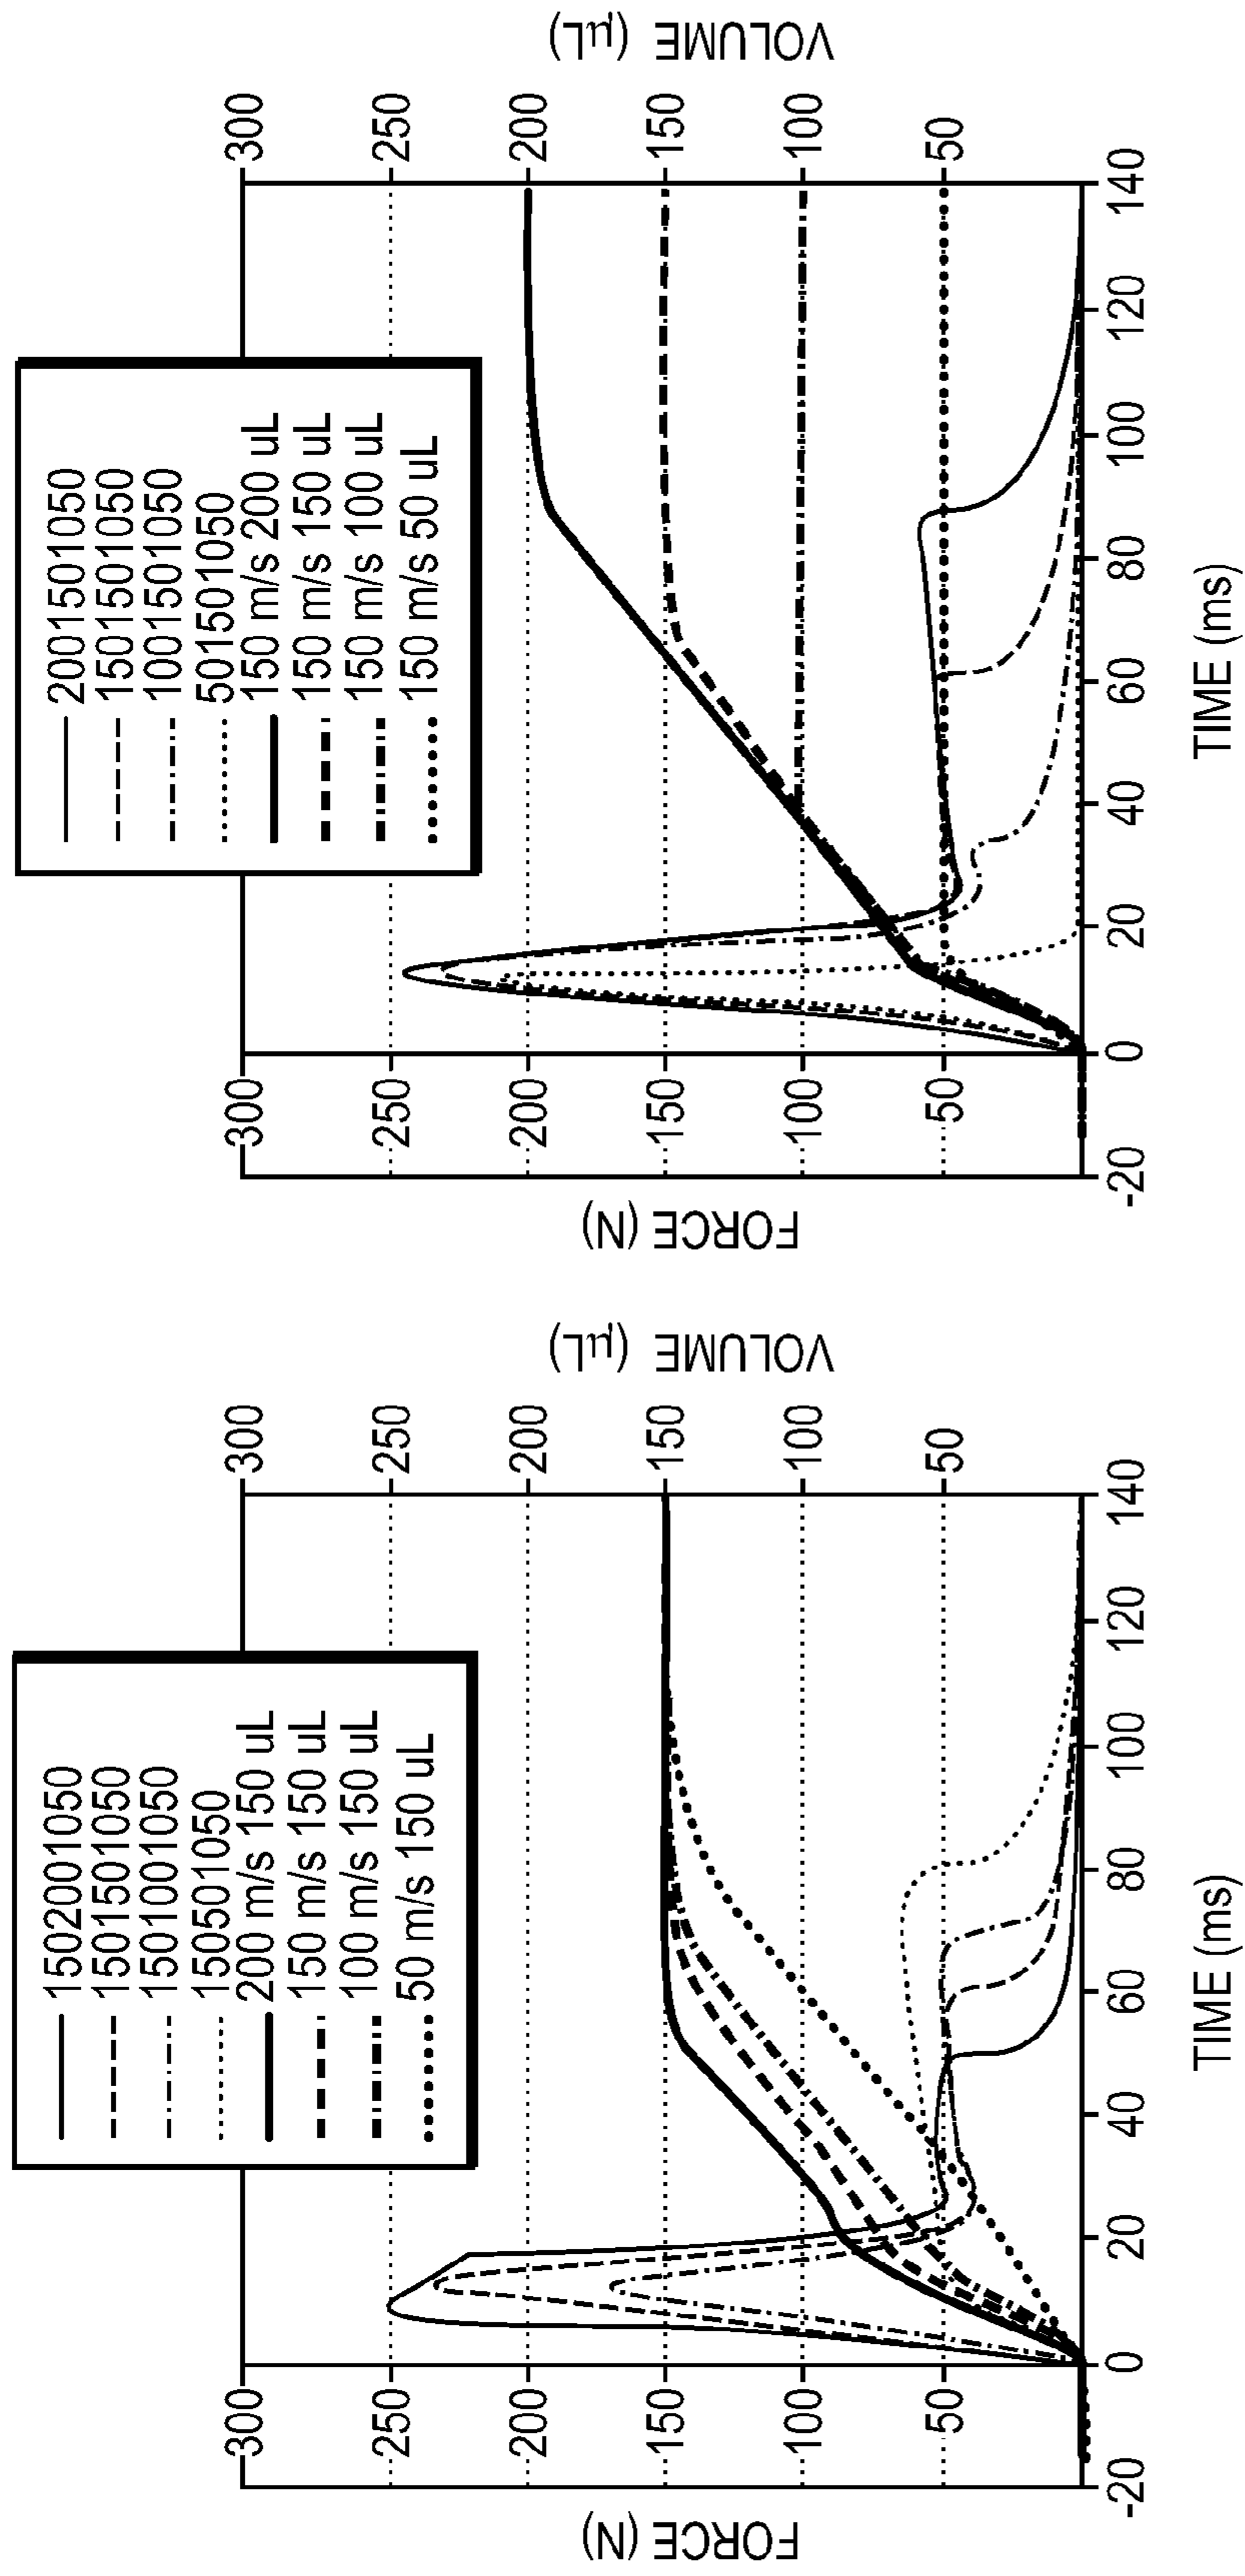 1502001050
1501501050
1501001050
150501050
200 m/s 150 uL
150 m/s 150 uL
100 m/s 150 uL
50 m/s 150 uL
FORCE (N)
300
250
200
150
100
50
VOLUME (µL)
300
250
200
150
100
50
-20 0 20 40 60 80 100 120 140
TIME (ms)
2001501050
1501501050
1001501050
501501050
150 m/s 200 uL
150 m/s 150 uL
150 m/s 100 uL
150 m/s 50 uL
FORCE (N)
300
250
200
150
100
50
VOLUME (µL)
300
250
200
150
100
50
-20 0 20 40 60 80 100 120 140
TIME (ms)